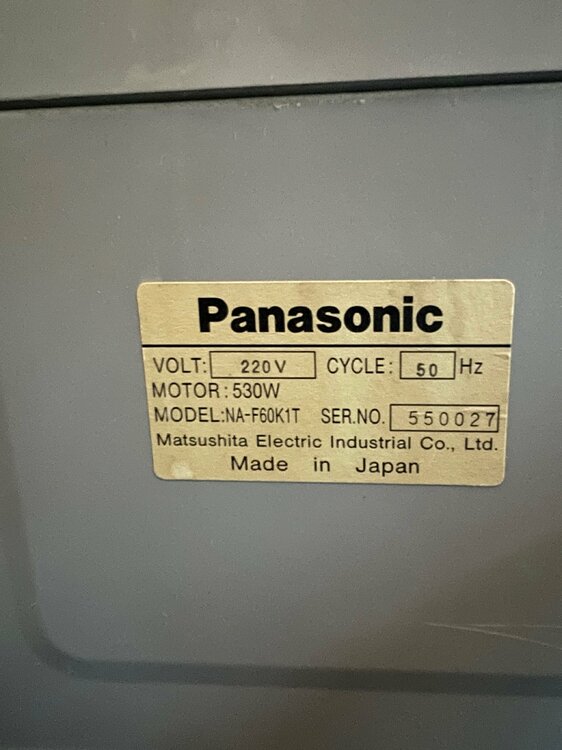 Panasonic
VOLT: 220V CYCLE: 50 Hz
MOTOR: 530W
MODEL:NA-F60K1T SER.NO. 550027
Matsushita Electric Industrial Co., Ltd.
Made in Japan